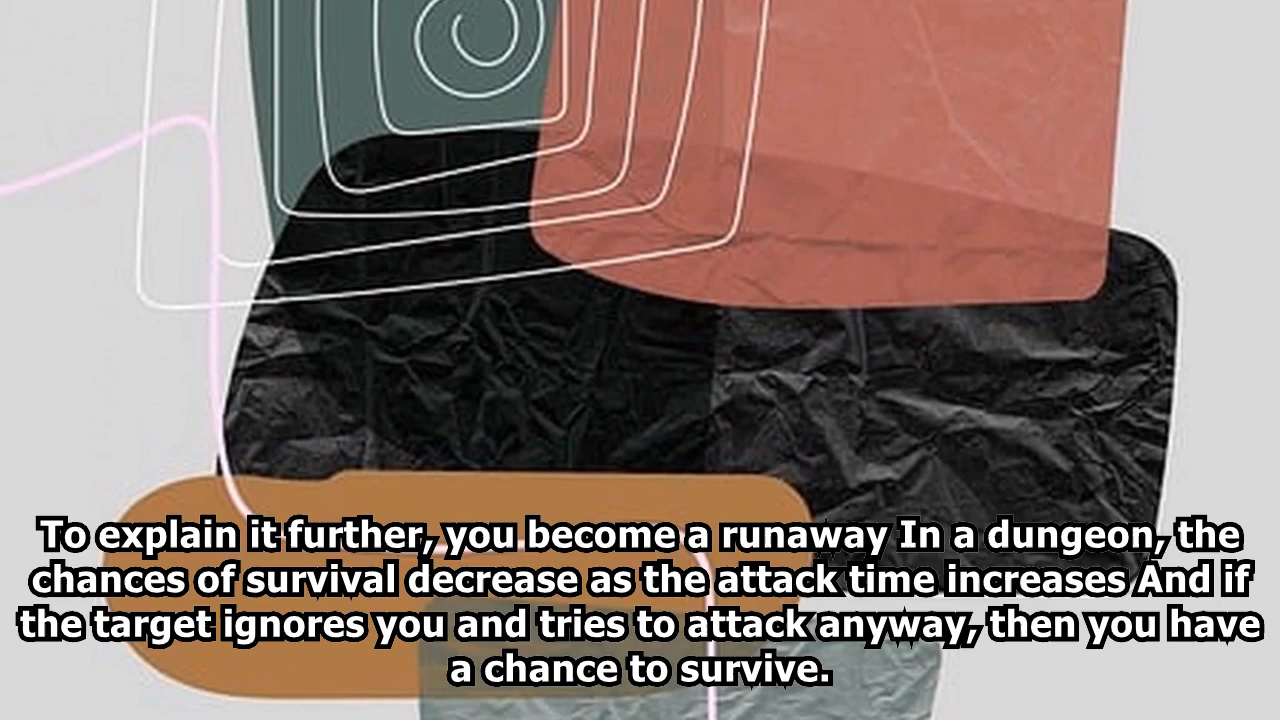 To explain it further, you become a runaway In a dungeon, the
chances of survival decrease as the attack time increases And if
the target ignores you and tries to attack anyway, then you have
a chance to survive.